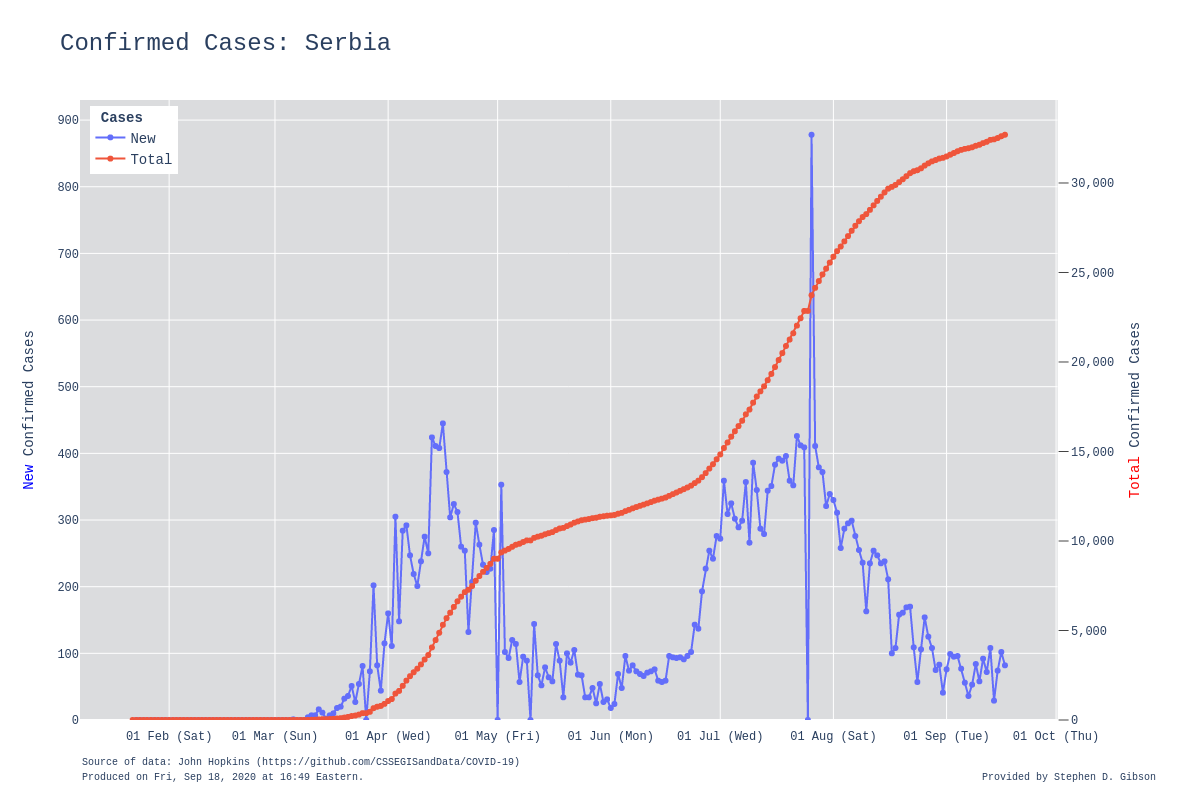 Confirmed Cases: Serbia
Cases
New
Total
900
800
700
600
500
400
300
200
100
0
30,000
25,000
20,000
15,000
10,000
5,000
0
New Confirmed Cases
Total Confirmed Cases
01 Feb (Sat) 01 Mar (Sun) 01 Apr (Wed) 01 May (Fri) 01 Jun (Mon) 01 Jul (Wed) 01 Aug (Sat) 01 Sep (Tue) 01 Oct (Thu)
Source of data: John Hopkins (https://github.com/CSSEGISandData/COVID-19)
Produced on Fri, Sep 18, 2020 at 16:49 Eastern.
Provided by Stephen D. Gibson